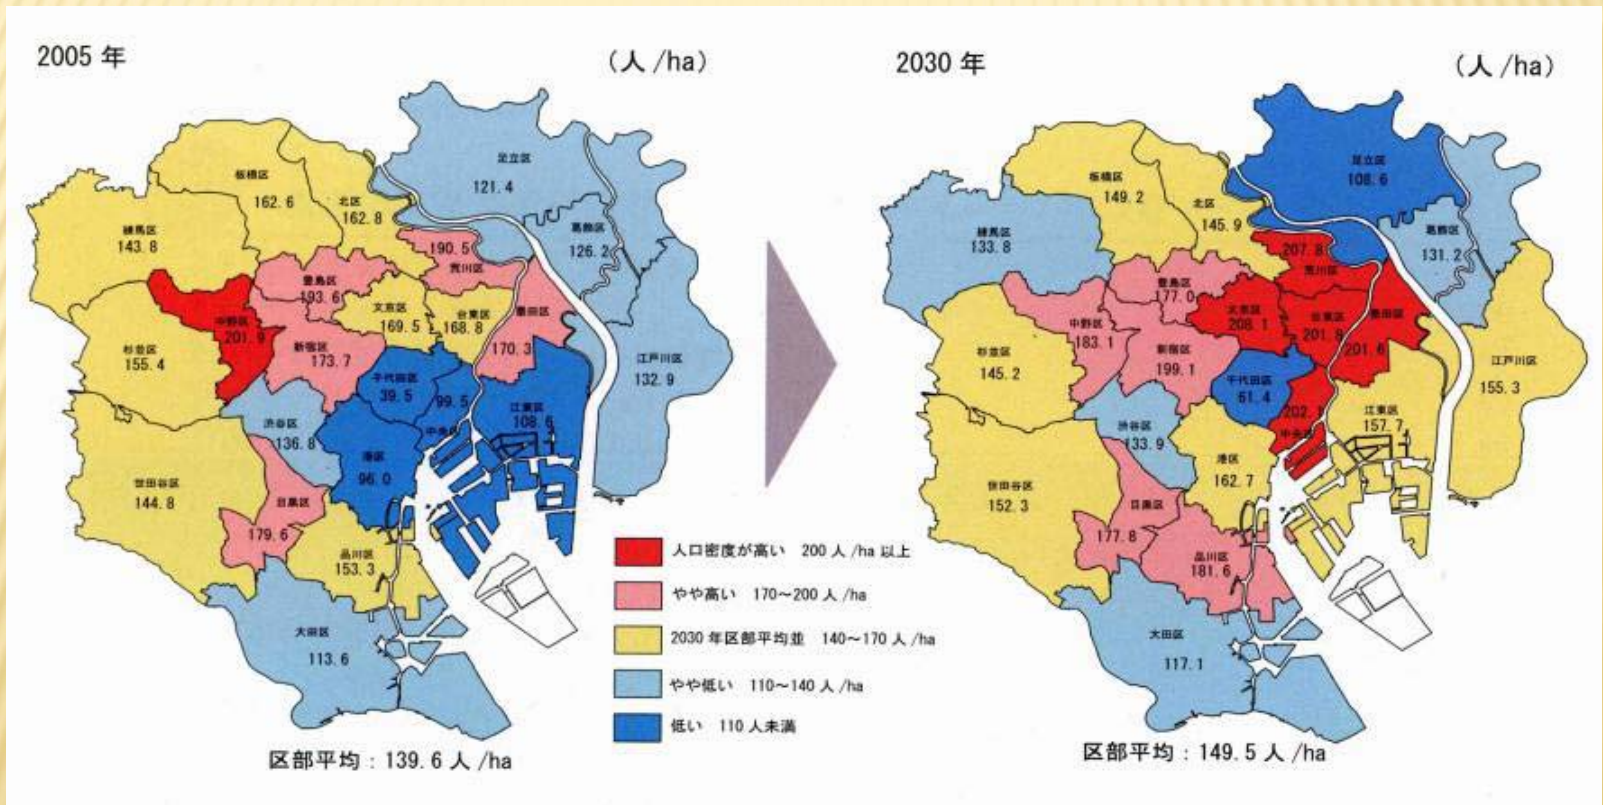 2005 年
(人 /ha)
足立区
121.4
板橋区
162.6
北区
162.8
練馬区
143.8
葛飾区
126.2
190.5
荒川区
豊島区
193.6
文京区
169.5
台東区
168.8
墨田区
170.3
中野区
201.9
杉並区
155.4
新宿区
173.7
千代田区
39.5
99.5
中央区
江東区
108.6
江戸川区
132.9
渋谷区
136.8
港区
96.0
世田谷区
144.8
目黒区
179.6
品川区
153.3
大田区
113.6
区部平均 : 139.6 人 /ha
人口密度が高い 200 人 /ha 以上
やや高い 170～200 人 /ha
2030 年区部平均並 140～170 人 /ha
やや低い 110～140 人 /ha
低い 110 人未満
2030 年
(人 /ha)
足立区
108.6
板橋区
149.2
北区
145.9
練馬区
133.8
葛飾区
131.2
207.8
荒川区
豊島区
177.0
文京区
208.1
台東区
201.8
墨田区
201.6
中野区
183.1
杉並区
145.2
新宿区
199.1
千代田区
61.4
202.1
中央区
江東区
157.7
江戸川区
155.3
渋谷区
133.9
港区
162.7
世田谷区
152.3
目黒区
177.8
品川区
181.6
大田区
117.1
区部平均 : 149.5 人 /ha